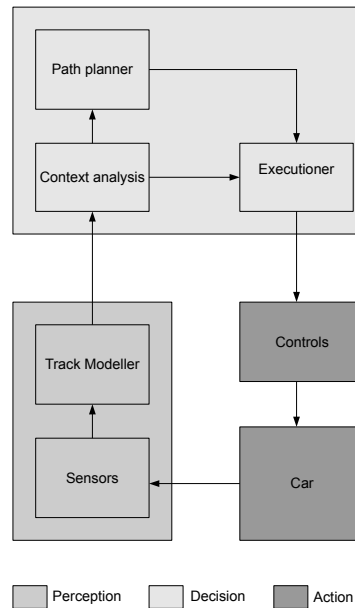 Path planner
Context analysis
Executioner
Track Modeller
Controls
Sensors
Car
Perception
Decision
Action